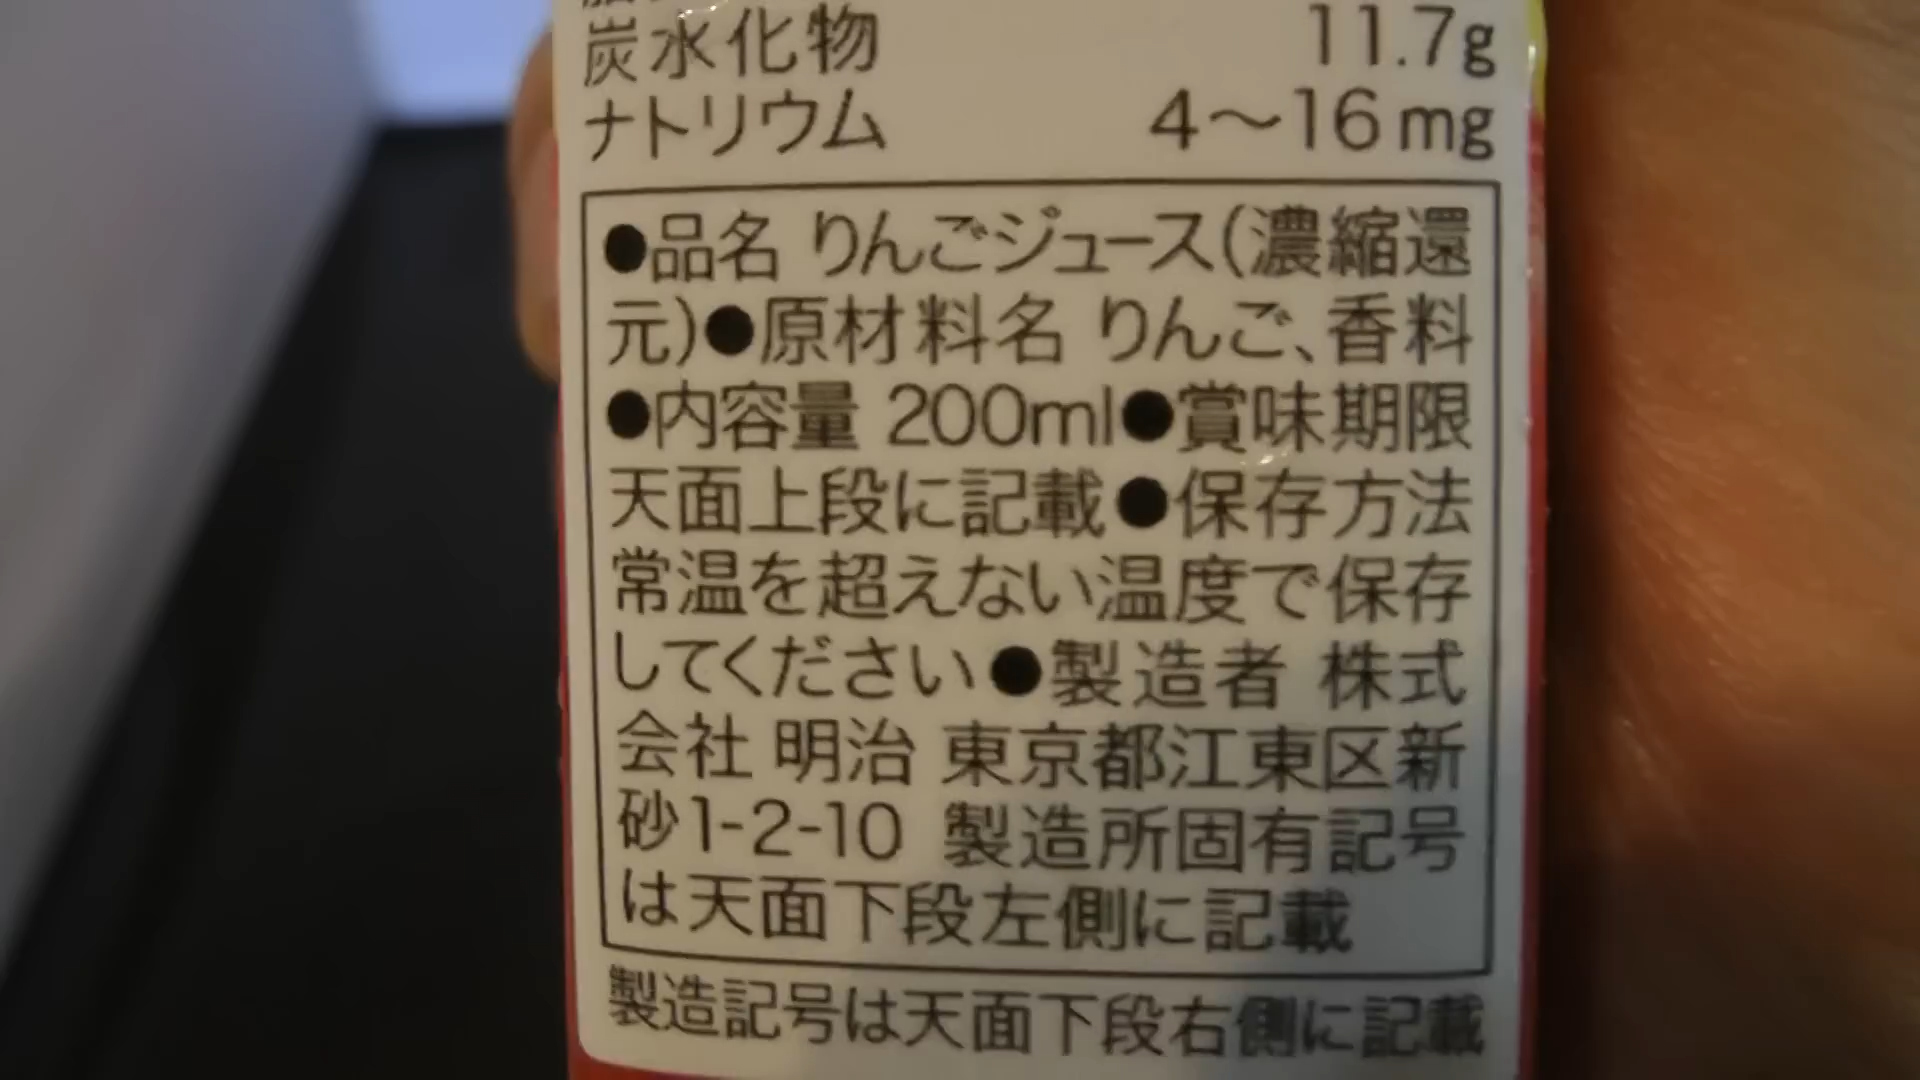 炭水化物 11.7g
ナトリウム 4〜16mg
●品名 りんごジュース(濃縮還
元)●原材料名 りんご、香料
●内容量 200ml●賞味期限
天面上段に記載●保存方法
常温を超えない温度で保存
してください●製造者 株式
会社 明治 東京都江東区新
砂1-2-10 製造所固有記号
は天面下段左側に記載
製造記号は天面下段右側に記載